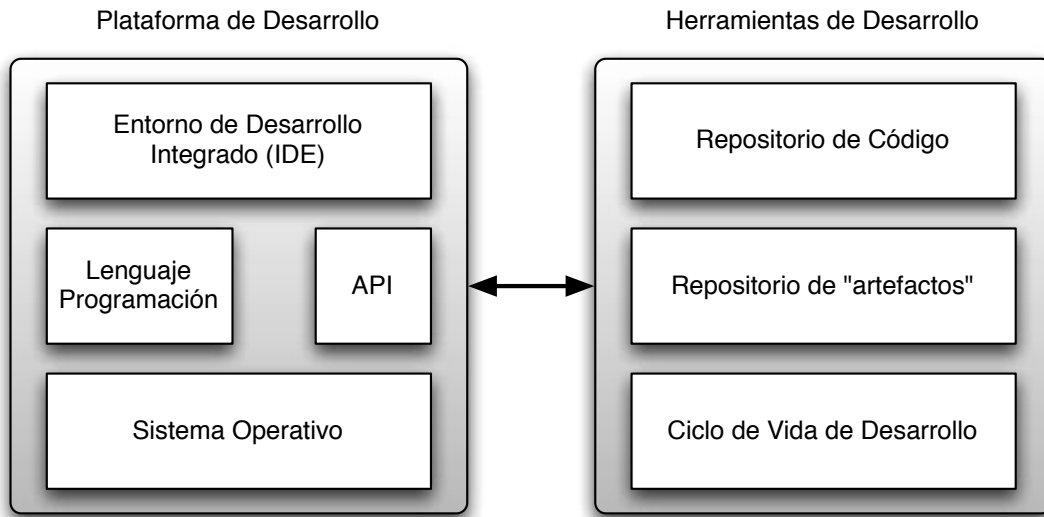 Plataforma de Desarrollo
Entorno de Desarrollo
Integrado (IDE)
Lenguaje
Programación
API
Sistema Operativo
Herramientas de Desarrollo
Repositorio de Código
Repositorio de "artefactos"
Ciclo de Vida de Desarrollo